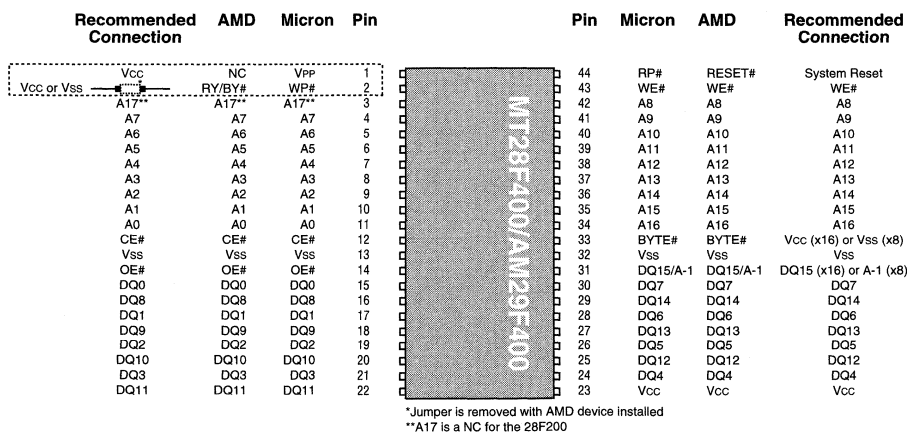 Recommended Connection AMD Micron Pin Pin Micron AMD Recommended Connection
Vcc NC VPP 1 44 RP# RESET# System Reset
Vcc or Vss * RY/BY# WP# 2 43 WE# WE# WE#
A17** A17** A17** 3 42 A8 A8 A8
A7 A7 A7 4 41 A9 A9 A9
A6 A6 A6 5 40 A10 A10 A10
A5 A5 A5 6 39 A11 A11 A11
A4 A4 A4 7 38 A12 A12 A12
A3 A3 A3 8 37 A13 A13 A13
A2 A2 A2 9 36 A14 A14 A14
A1 A1 A1 10 35 A15 A15 A15
A0 A0 A0 11 34 A16 A16 A16
CE# CE# CE# 12 33 BYTE# BYTE# Vcc (x16) or Vss (x8)
Vss Vss Vss 13 32 Vss Vss Vss
OE# OE# OE# 14 31 DQ15/A-1 DQ15/A-1 DQ15 (x16) or A-1 (x8)
DQ0 DQ0 DQ0 15 30 DQ7 DQ7 DQ7
DQ8 DQ8 DQ8 16 29 DQ14 DQ14 DQ14
DQ1 DQ1 DQ1 17 28 DQ6 DQ6 DQ6
DQ9 DQ9 DQ9 18 27 DQ13 DQ13 DQ13
DQ2 DQ2 DQ2 19 26 DQ5 DQ5 DQ5
DQ10 DQ10 DQ10 20 25 DQ12 DQ12 DQ12
DQ3 DQ3 DQ3 21 24 DQ4 DQ4 DQ4
DQ11 DQ11 DQ11 22 23 Vcc Vcc Vcc
MT28F400/AM29F400
*Jumper is removed with AMD device installed
**A17 is a NC for the 28F200